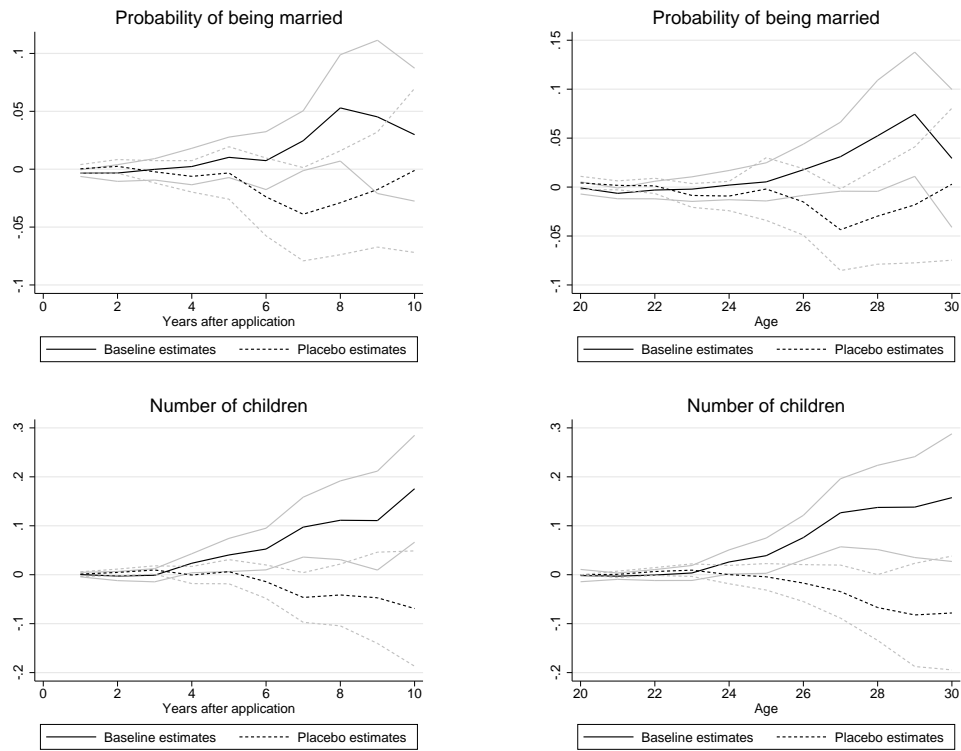 Probability of being married
.1
.05
0
-.05
-.1
0 2 4 6 8 10
Years after application
Baseline estimates Placebo estimates
Probability of being married
.15
.1
.05
0
-.05
-.1
20 22 24 26 28 30
Age
Baseline estimates Placebo estimates
Number of children
.3
.2
.1
0
-.1
-.2
0 2 4 6 8 10
Years after application
Baseline estimates Placebo estimates
Number of children
.3
.2
.1
0
-.1
-.2
20 22 24 26 28 30
Age
Baseline estimates Placebo estimates